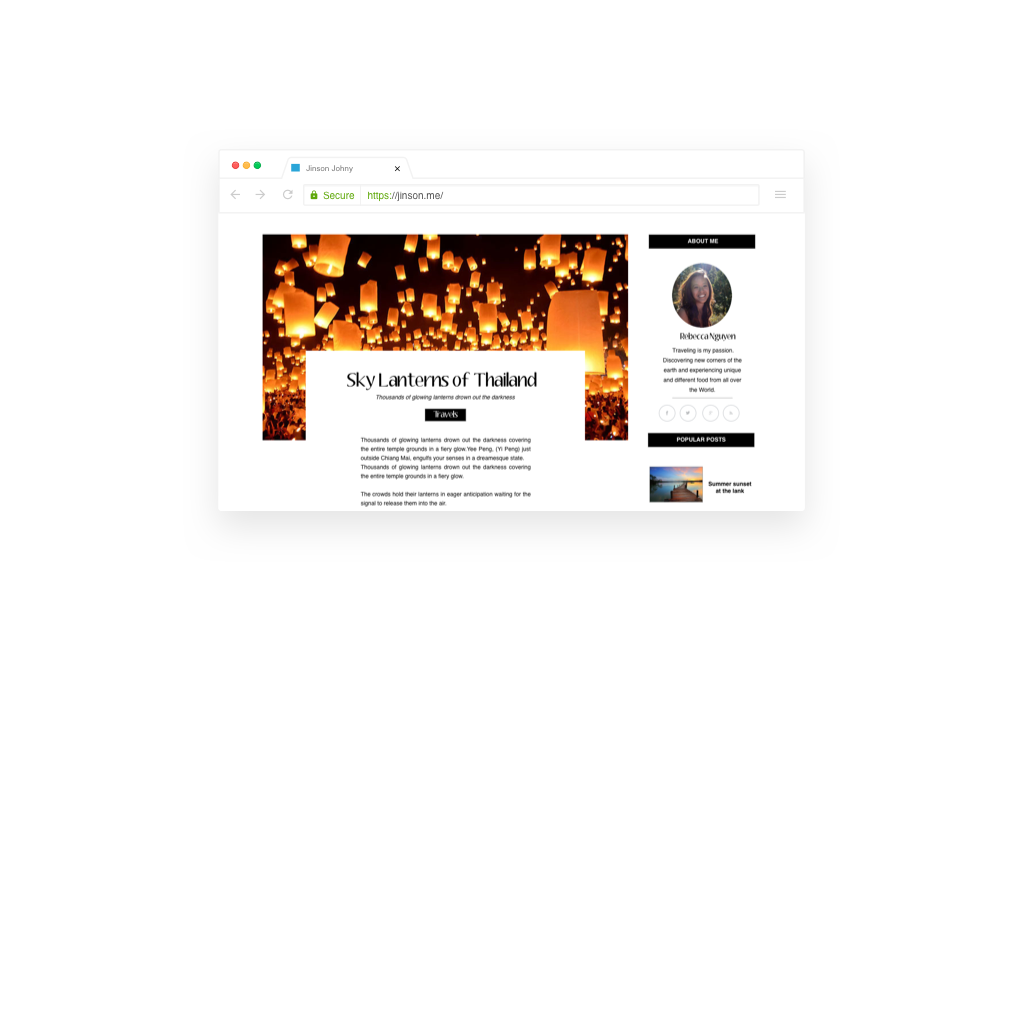 Jinson Johny
Secure
https://jinson.me/
Sky Lanterns of Thailand
Thousands of glowing lanterns drown out the darkness
Travels
Thousands of glowing lanterns drown out the darkness covering
the entire temple grounds in a fiery glow.Yee Peng, (Yi Peng) just
outside Chiang Mai, engulfs your senses in a dreamesque state.
Thousands of glowing lanterns drown out the darkness covering
the entire temple grounds in a fiery glow.
The crowds hold their lanterns in eager anticipation waiting for the
signal to release them into the air.
ABOUT ME
Rebecca Nguyen
Traveling is my passion.
Discovering new corners of the
earth and experiencing unique
and different food from all over
the World.
POPULAR POSTS
Summer sunset
at the lank